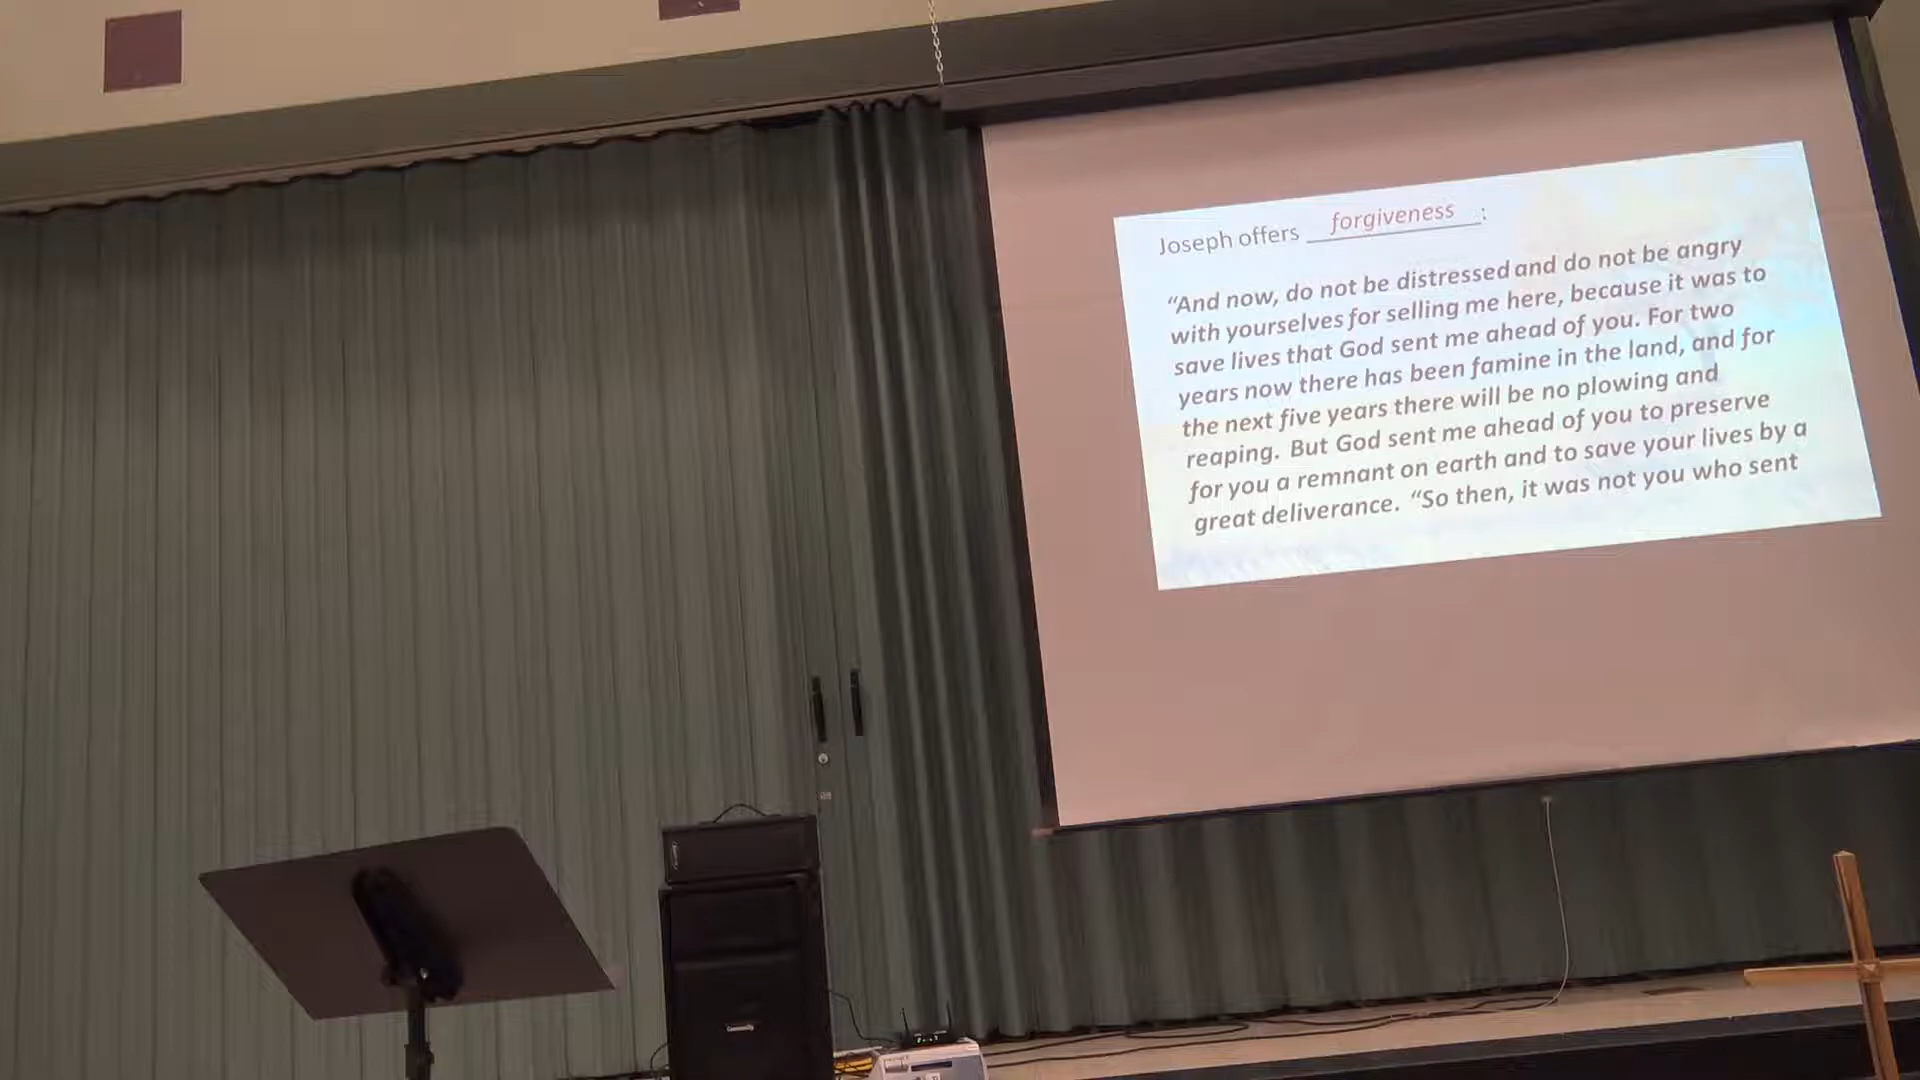 Joseph offers forgiveness :
“And now, do not be distressed and do not be angry
with yourselves for selling me here, because it was to
save lives that God sent me ahead of you. For two
years now there has been famine in the land, and for
the next five years there will be no plowing and
reaping. But God sent me ahead of you to preserve
for you a remnant on earth and to save your lives by a
great deliverance. “So then, it was not you who sent
Community